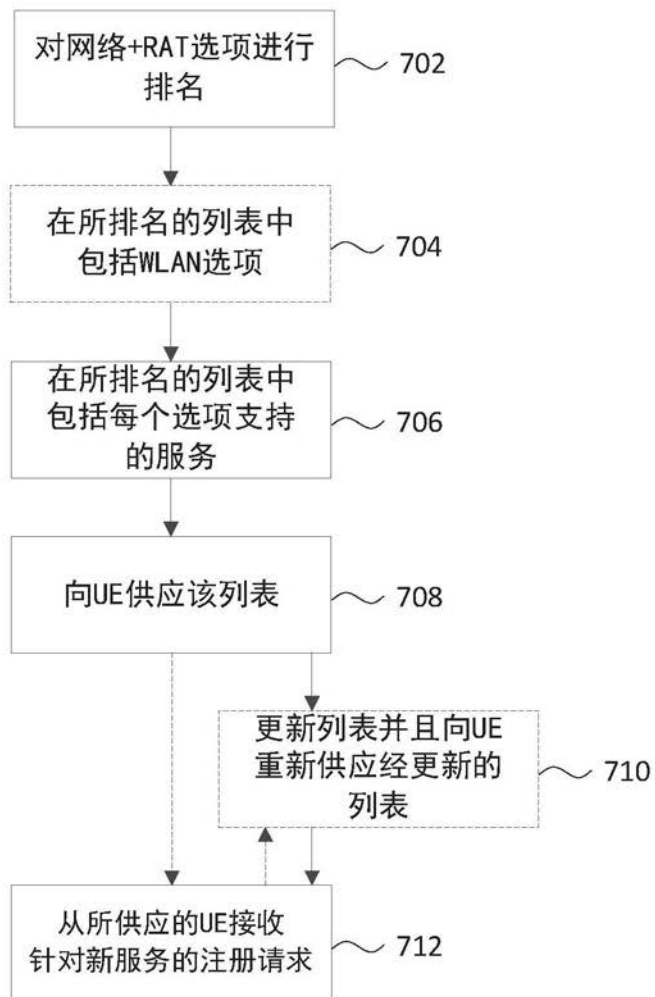 对网络+RAT选项进行
排名
702
在所排名的列表中
包括WLAN选项
704
在所排名的列表中
包括每个选项支持
的服务
706
向UE供应该列表
708
更新列表并且向UE
重新供应经更新的
列表
710
从所供应的UE接收
针对新服务的注册请求
712